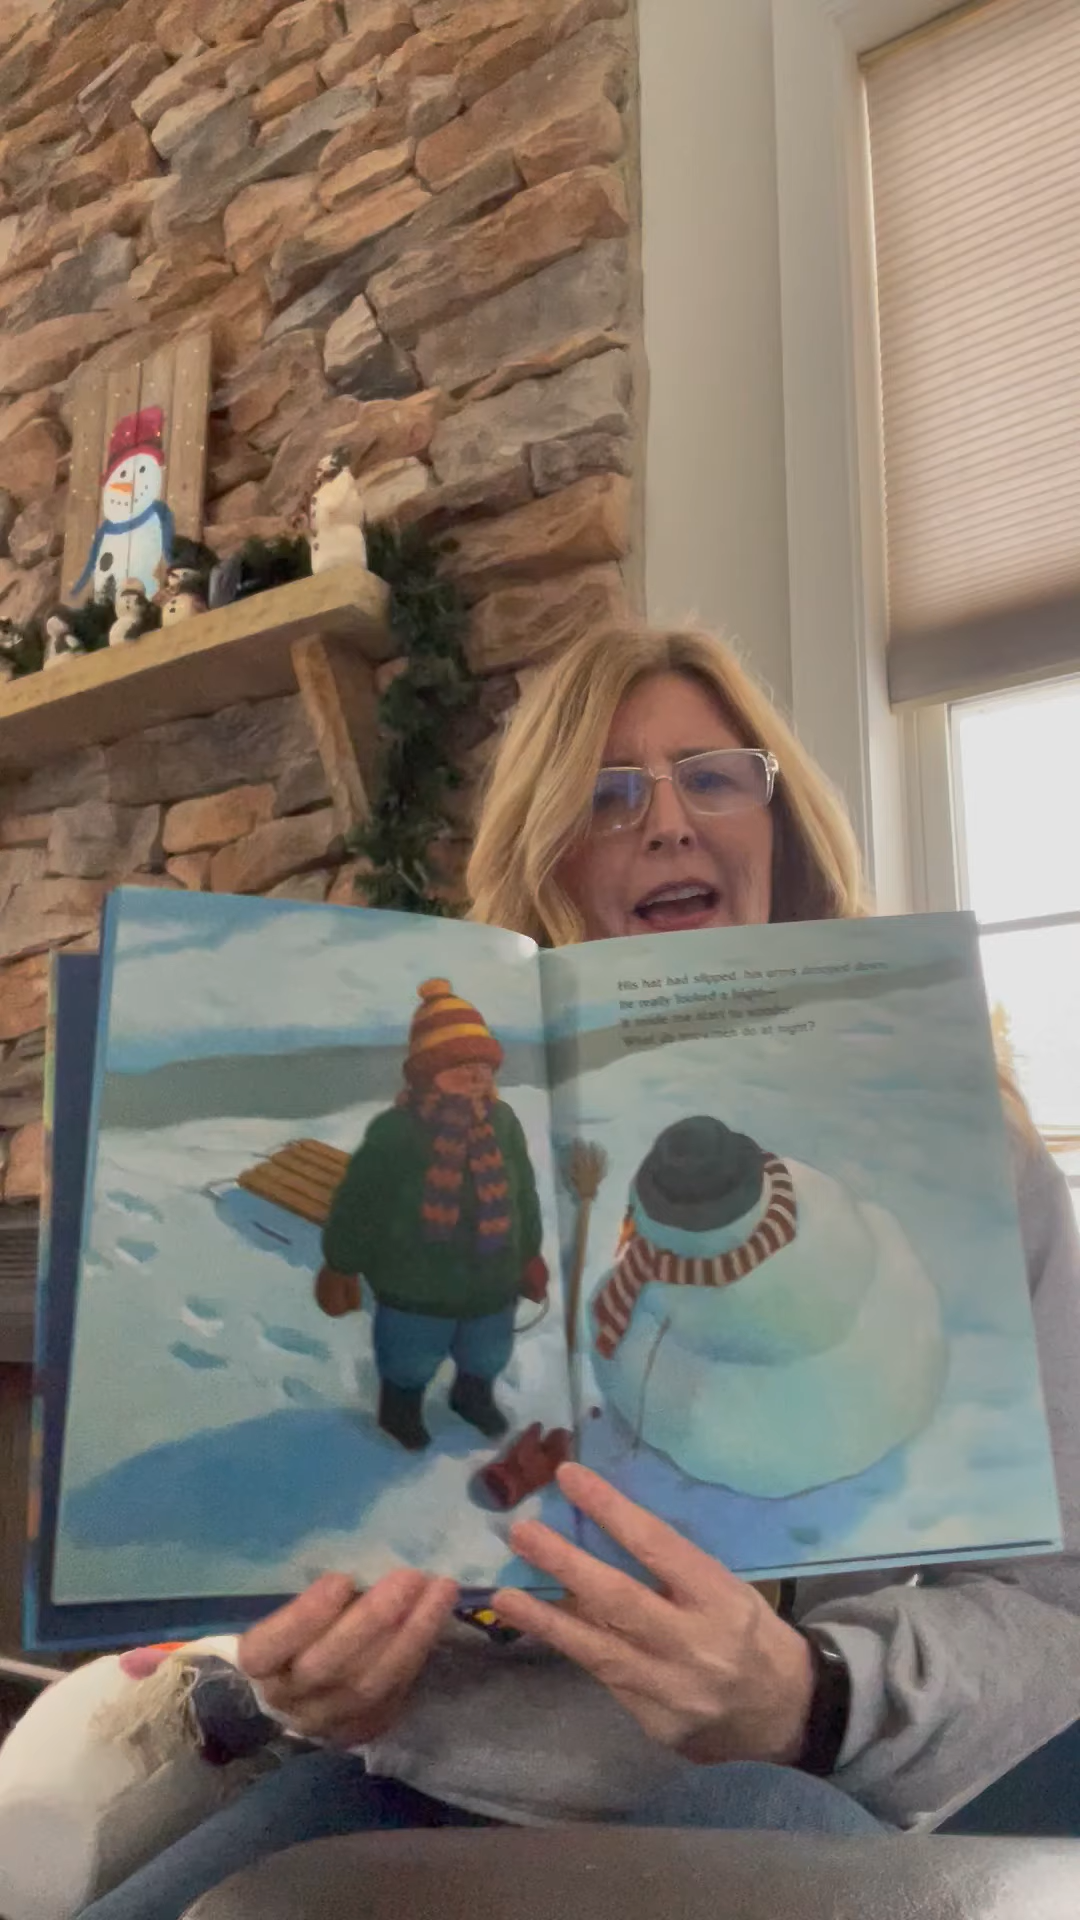 His hat had slipped, his arms drooped down,
he really looked a fright—
it made me start to wonder:
What do snowmen do at night?